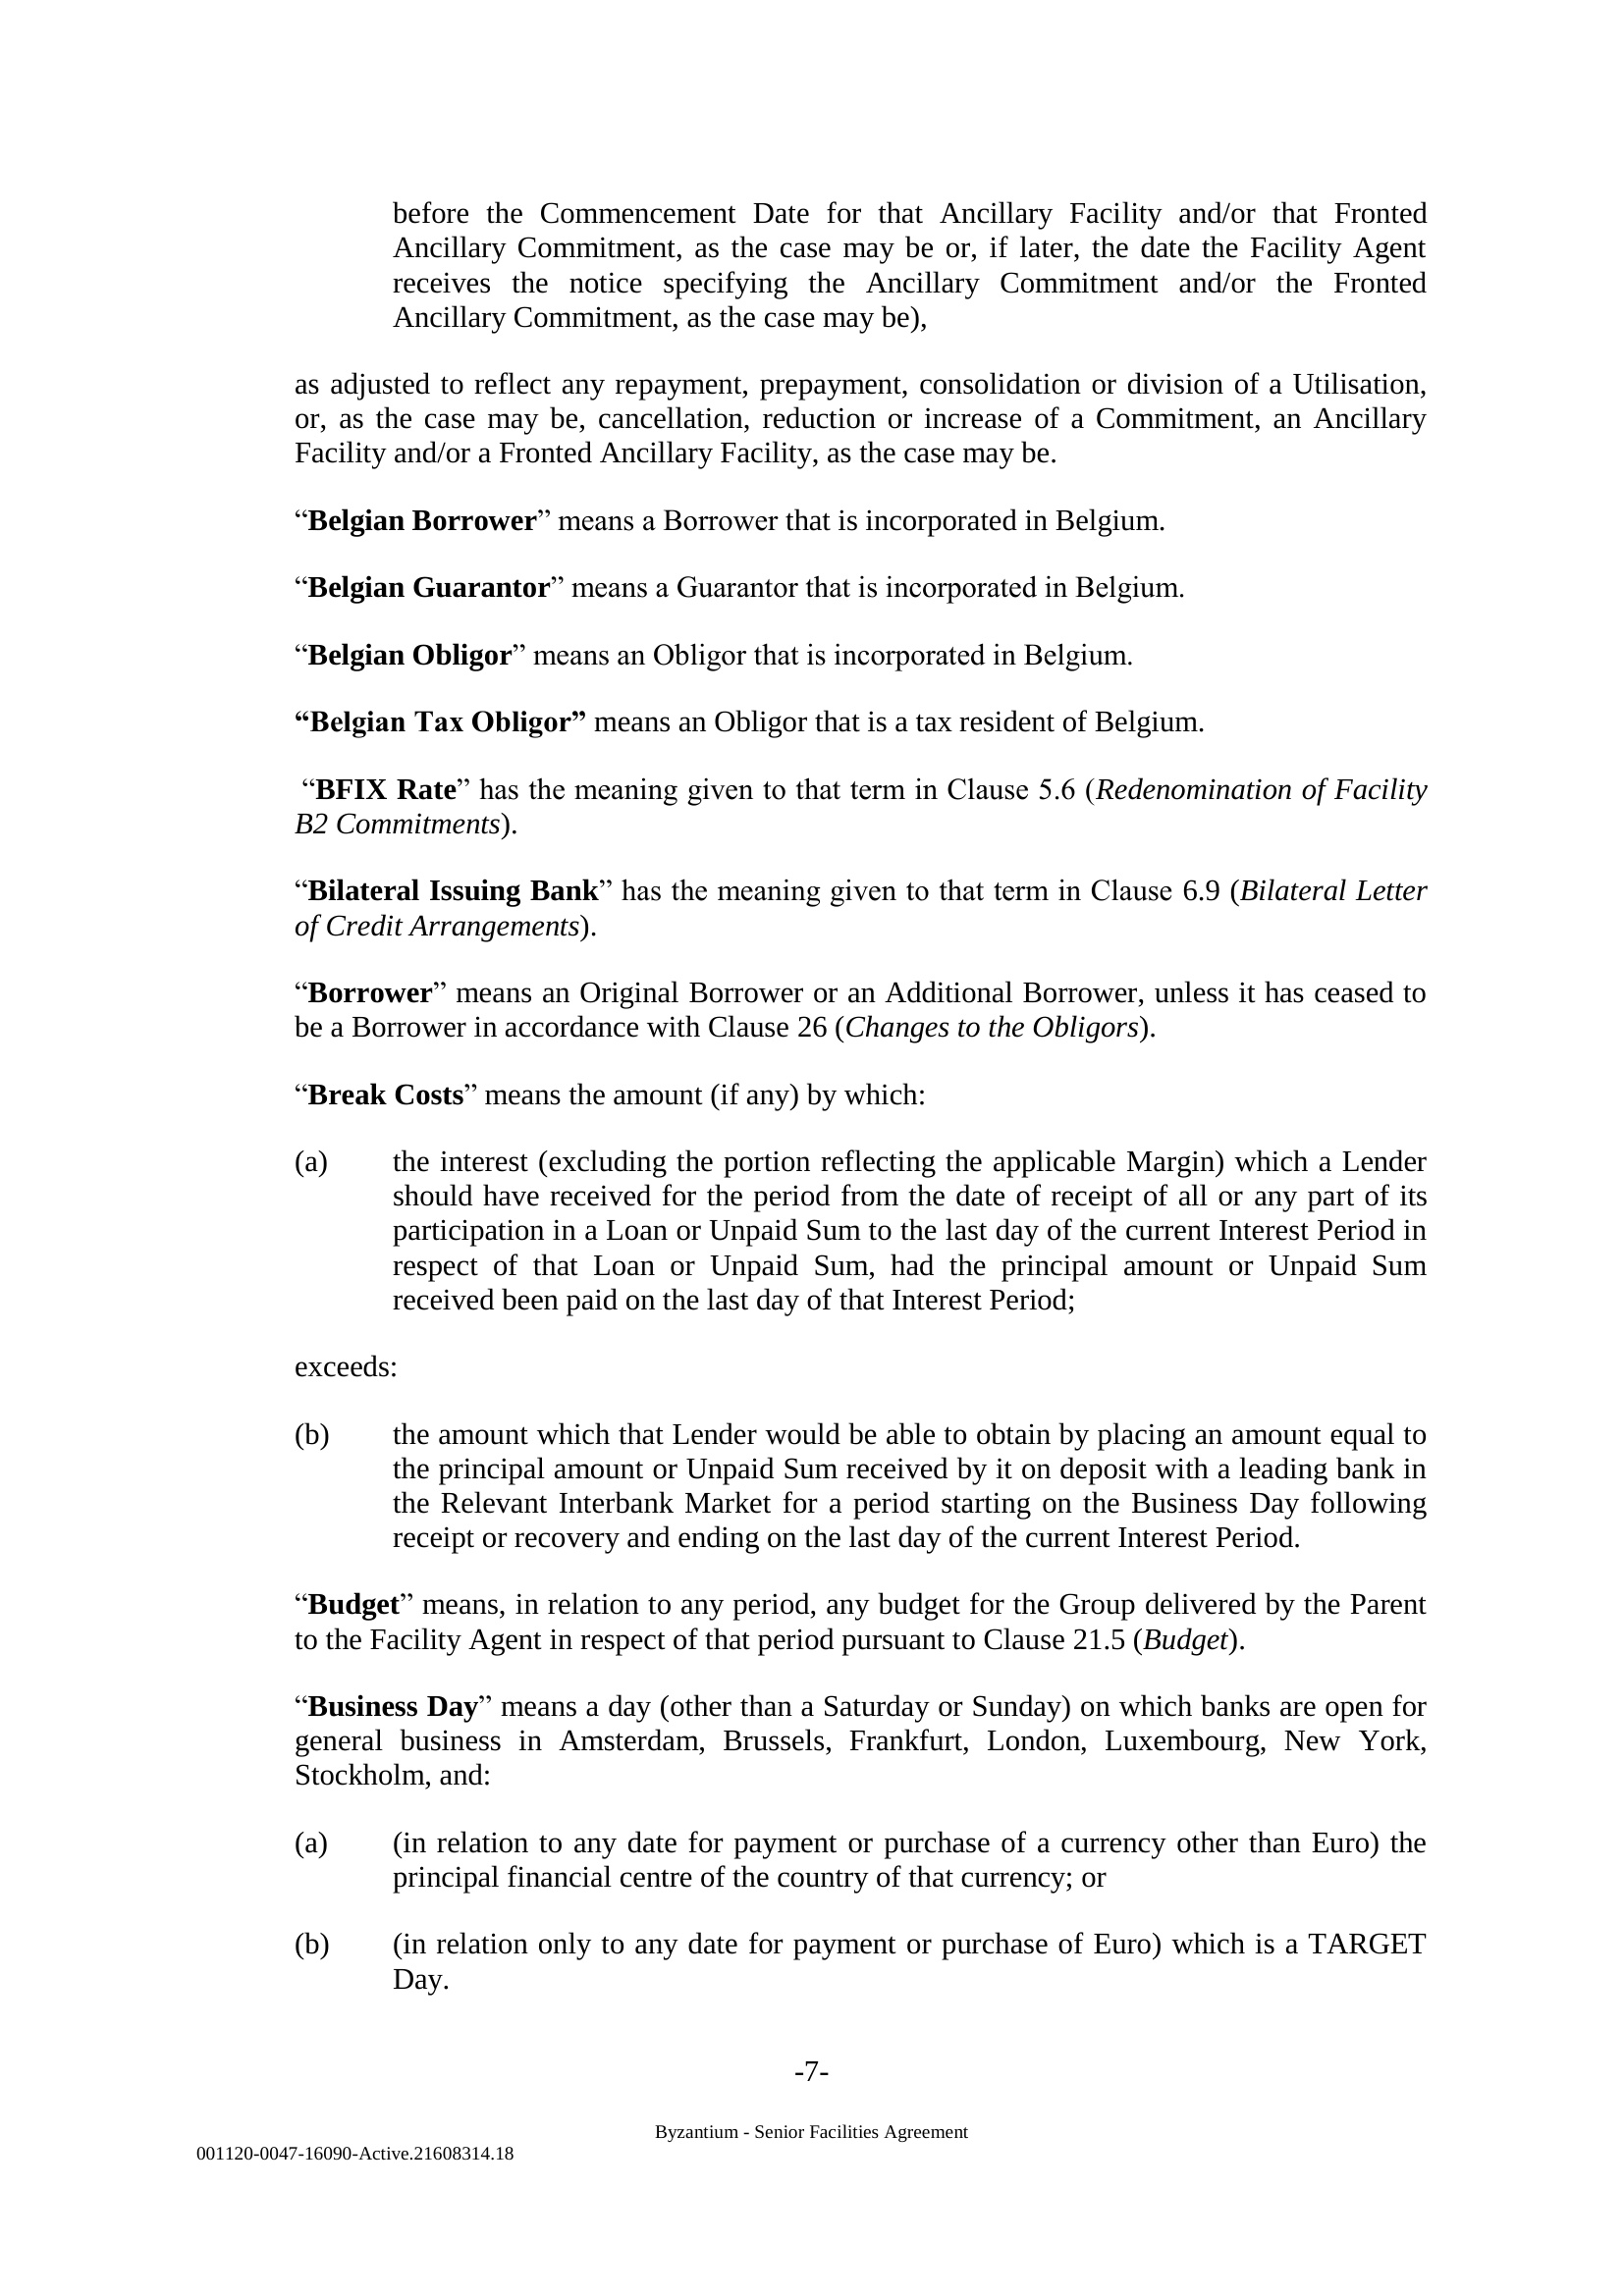 before the Commencement Date for that Ancillary Facility and/or that Fronted
Ancillary Commitment, as the case may be or, if later, the date the Facility Agent
receives the notice specifying the Ancillary Commitment and/or the Fronted
Ancillary Commitment, as the case may be),
as adjusted to reflect any repayment, prepayment, consolidation or division of a Utilisation,
or, as the case may be, cancellation, reduction or increase of a Commitment, an Ancillary
Facility and/or a Fronted Ancillary Facility, as the case may be.
“Belgian Borrower” means a Borrower that is incorporated in Belgium.
“Belgian Guarantor” means a Guarantor that is incorporated in Belgium.
“Belgian Obligor” means an Obligor that is incorporated in Belgium.
“Belgian Tax Obligor” means an Obligor that is a tax resident of Belgium.
“BFIX Rate” has the meaning given to that term in Clause 5.6 (Redenomination of Facility
B2 Commitments).
“Bilateral Issuing Bank” has the meaning given to that term in Clause 6.9 (Bilateral Letter
of Credit Arrangements).
“Borrower” means an Original Borrower or an Additional Borrower, unless it has ceased to
be a Borrower in accordance with Clause 26 (Changes to the Obligors).
“Break Costs” means the amount (if any) by which:
(a) the interest (excluding the portion reflecting the applicable Margin) which a Lender
should have received for the period from the date of receipt of all or any part of its
participation in a Loan or Unpaid Sum to the last day of the current Interest Period in
respect of that Loan or Unpaid Sum, had the principal amount or Unpaid Sum
received been paid on the last day of that Interest Period;
exceeds:
(b) the amount which that Lender would be able to obtain by placing an amount equal to
the principal amount or Unpaid Sum received by it on deposit with a leading bank in
the Relevant Interbank Market for a period starting on the Business Day following
receipt or recovery and ending on the last day of the current Interest Period.
“Budget” means, in relation to any period, any budget for the Group delivered by the Parent
to the Facility Agent in respect of that period pursuant to Clause 21.5 (Budget).
“Business Day” means a day (other than a Saturday or Sunday) on which banks are open for
general business in Amsterdam, Brussels, Frankfurt, London, Luxembourg, New York,
Stockholm, and:
(a) (in relation to any date for payment or purchase of a currency other than Euro) the
principal financial centre of the country of that currency; or
(b) (in relation only to any date for payment or purchase of Euro) which is a TARGET
Day.
-7-
Byzantium - Senior Facilities Agreement
001120-0047-16090-Active.21608314.18